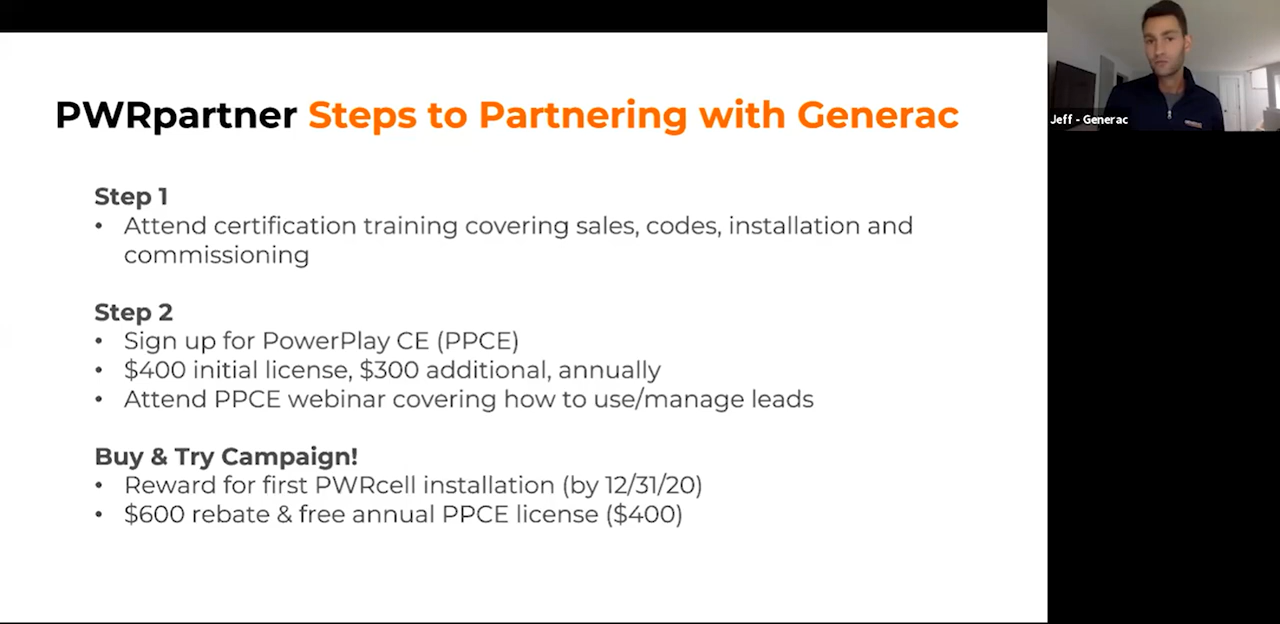 PWRpartner Steps to Partnering with Generac
Step 1
• Attend certification training covering sales, codes, installation and
commissioning
Step 2
• Sign up for PowerPlay CE (PPCE)
• $400 initial license, $300 additional, annually
• Attend PPCE webinar covering how to use/manage leads
Buy & Try Campaign!
• Reward for first PWRcell installation (by 12/31/20)
• $600 rebate & free annual PPCE license ($400)
Jeff - Generac